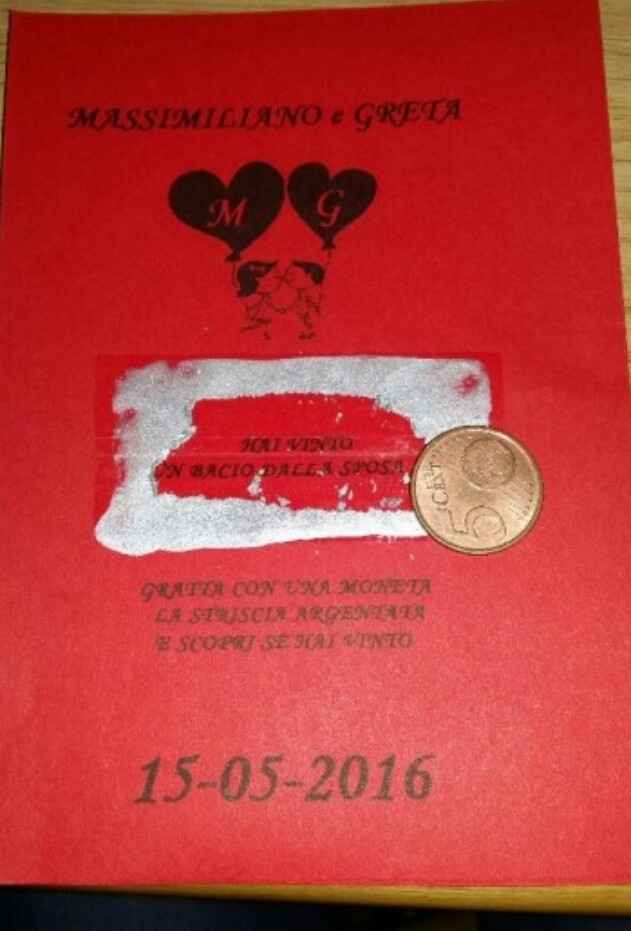 MASSIMILIANO e GRETA
M G
HAI VINTO
UN BACIO DALLA SPOSA
5 CENT
GRATTA CON UNA MONETA
LA STRISCIA ARGENTATA
E SCOPRI SE HAI VINTO
15-05-2016